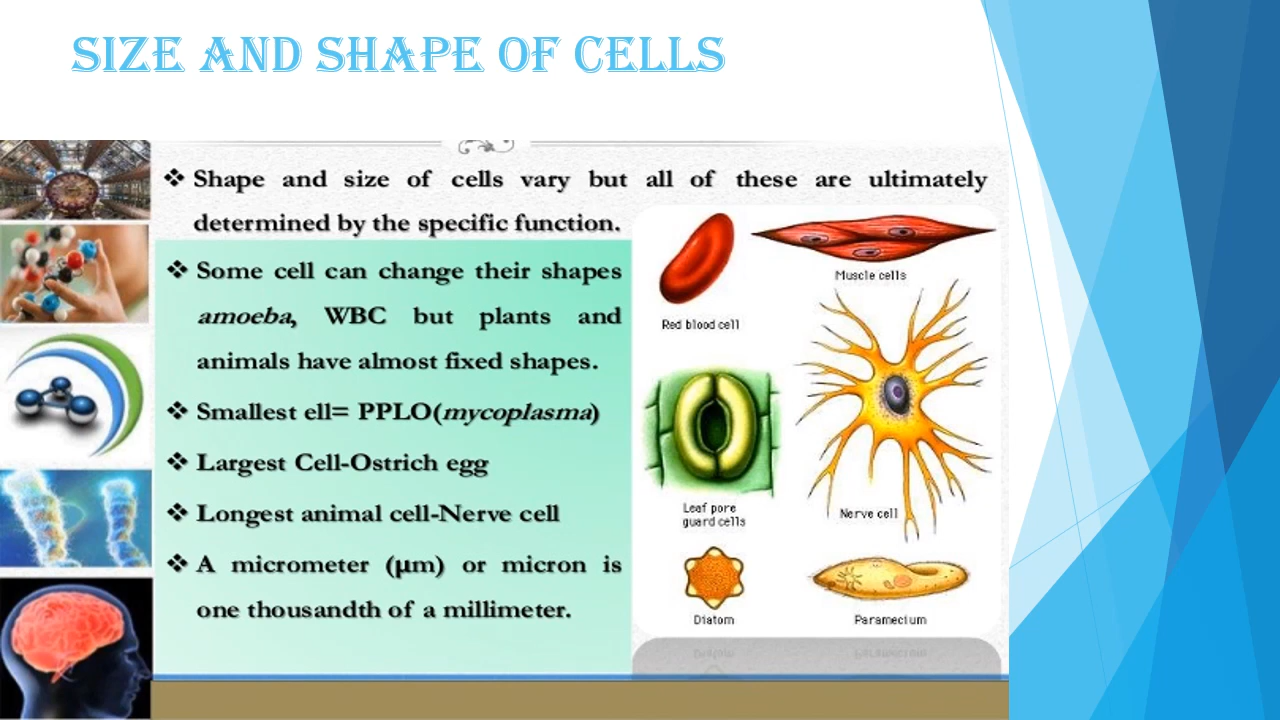 SIZE AND SHAPE OF CELLS
❖ Shape and size of cells vary but all of these are ultimately
determined by the specific function.
❖ Some cell can change their shapes
amoeba, WBC but plants and
animals have almost fixed shapes.
❖ Smallest ell= PPLO(mycoplasma)
❖ Largest Cell-Ostrich egg
❖ Longest animal cell-Nerve cell
❖ A micrometer (μm) or micron is
one thousandth of a millimeter.
Muscle cells
Red blood cell
Leaf pore
guard cells
Nerve cell
Diatom
Paramecium